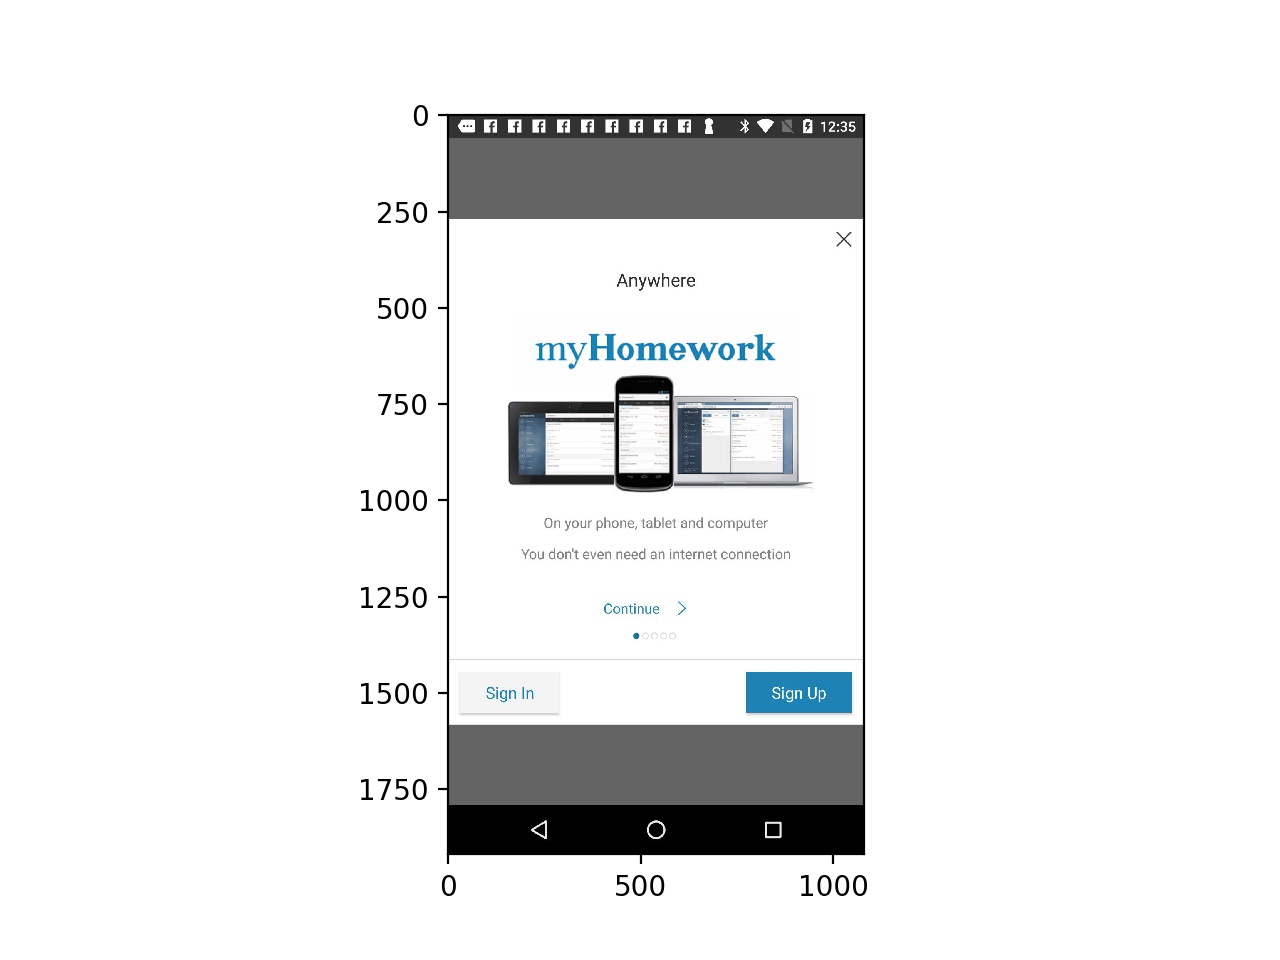 0
250
500
750
1000
1250
1500
1750
12:35
Anywhere
myHomework
On your phone, tablet and computer
You don't even need an internet connection
Continue
Sign In
Sign Up
0
500
1000